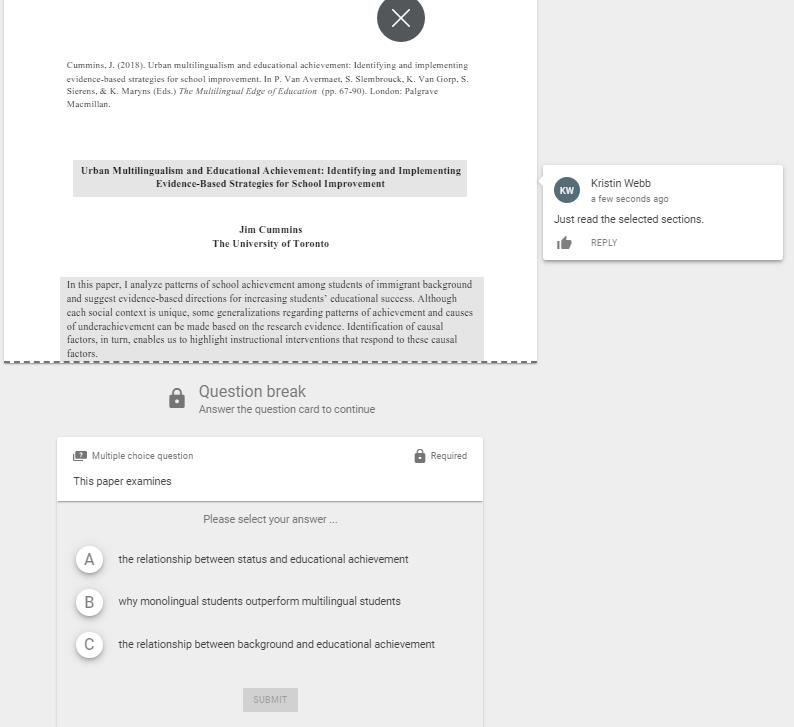 Cummins, J. (2018). Urban multilingualism and educational achievement: Identifying and implementing
evidence-based strategies for school improvement. In P. Van Avermaet, S. Slembrouck, K. Van Gorp, S.
Sierens, & K. Maryns (Eds.) The Multilingual Edge of Education (pp. 67-90). London: Palgrave
Macmillan.
Urban Multilingualism and Educational Achievement: Identifying and Implementing
Evidence-Based Strategies for School Improvement
Jim Cummins
The University of Toronto
In this paper, I analyze patterns of school achievement among students of immigrant background
and suggest evidence-based directions for increasing students' educational success. Although
each social context is unique, some generalizations regarding patterns of achievement and causes
of underachievement can be made based on the research evidence. Identification of causal
factors, in turn, enables us to highlight instructional interventions that respond to these causal
factors.
KW
Kristin Webb
a few seconds ago
Just read the selected sections.
REPLY
Question break
Answer the question card to continue
? Multiple choice question
Required
This paper examines
Please select your answer ...
A the relationship between status and educational achievement
B why monolingual students outperform multilingual students
C the relationship between background and educational achievement
SUBMIT